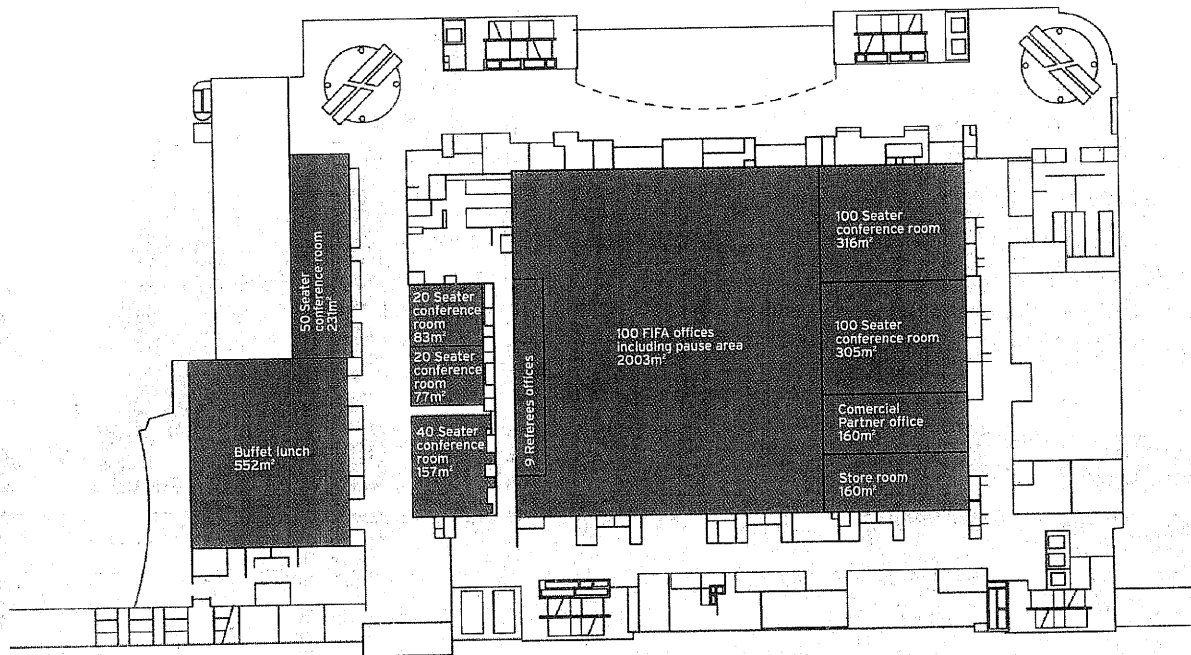 50 Seater
conference room
231m²
Buffet lunch
552m²
20 Seater
conference
room
83m²
20 Seater
conference
room
77m²
40 Seater
conference
room
157m²
9 Referees offices
100 FIFA offices
including pause area
2003m²
100 Seater
conference room
316m²
100 Seater
conference room
305m²
Comercial
Partner office
160m²
Store room
160m²